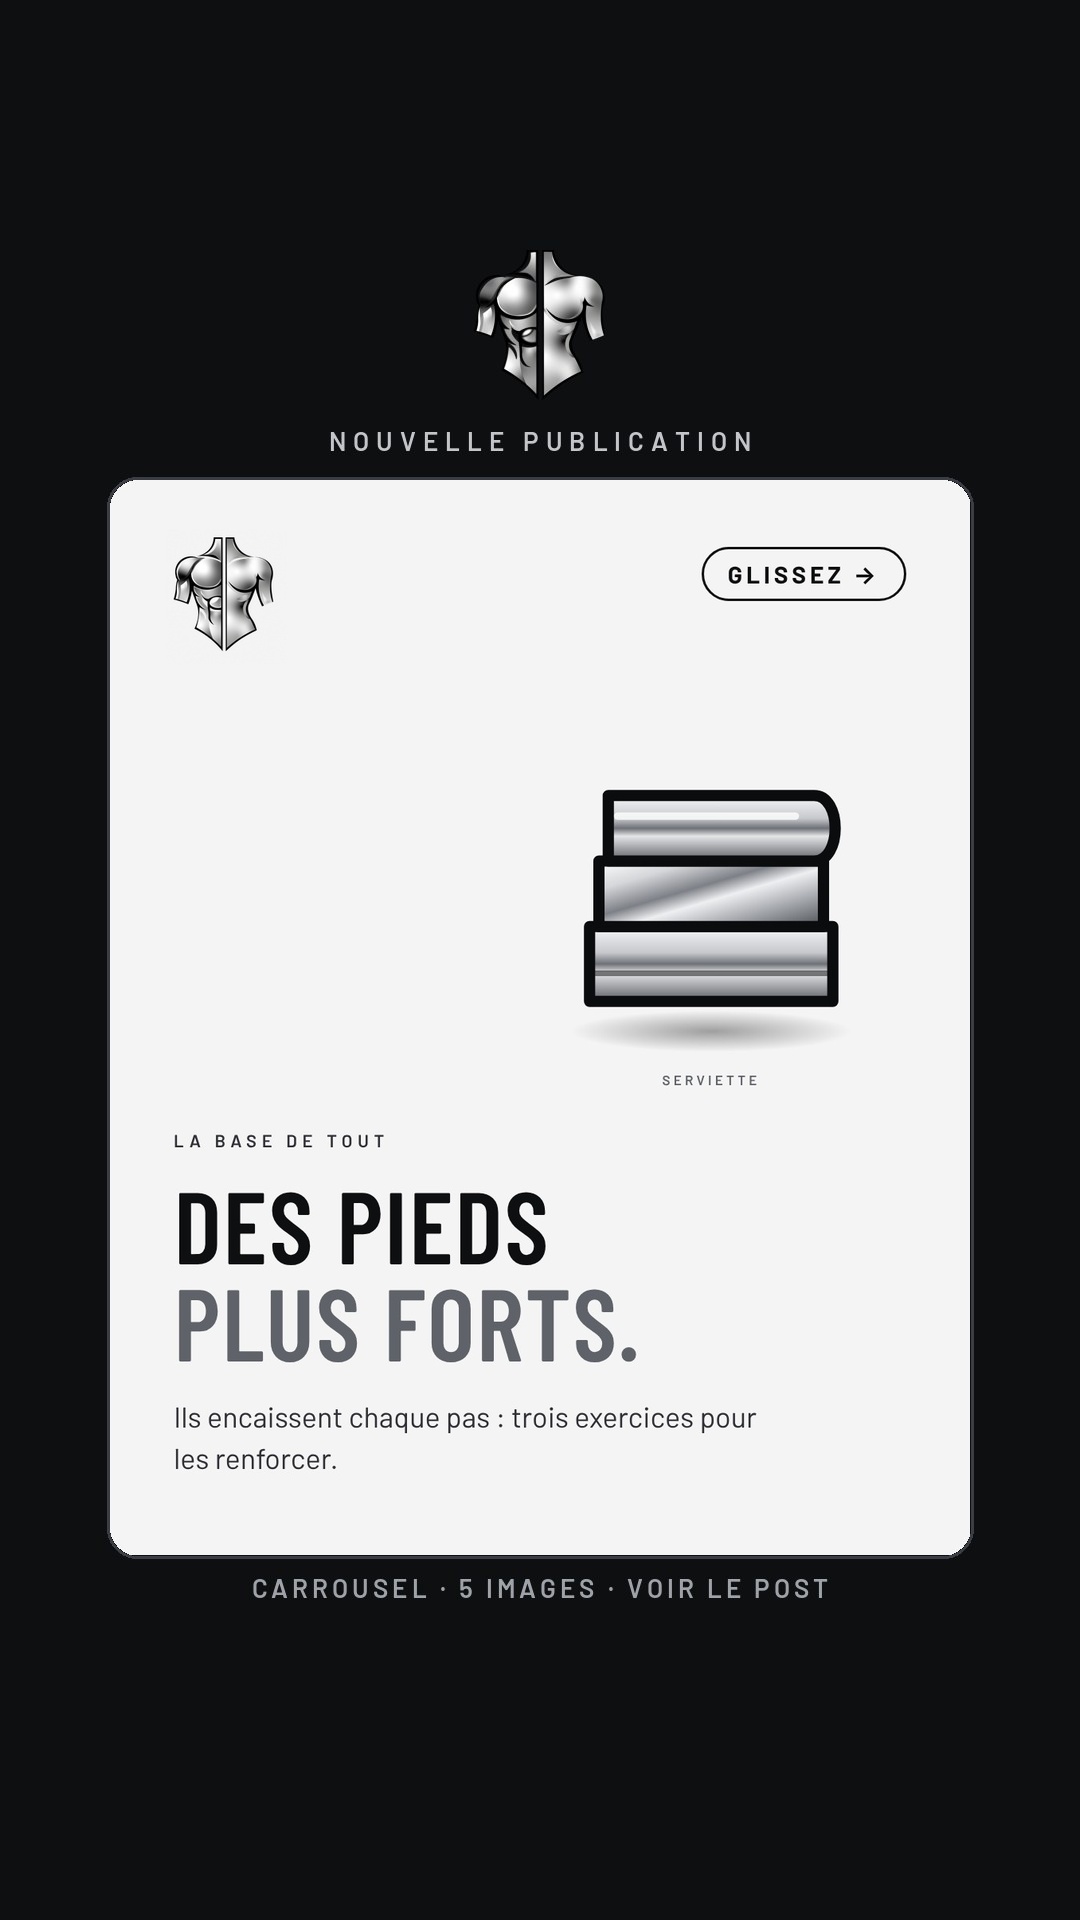 NOUVELLE PUBLICATION
GLISSEZ →
SERVIETTE
LA BASE DE TOUT
DES PIEDS
PLUS FORTS.
Ils encaissent chaque pas : trois exercices pour
les renforcer.
CARROUSEL · 5 IMAGES · VOIR LE POST